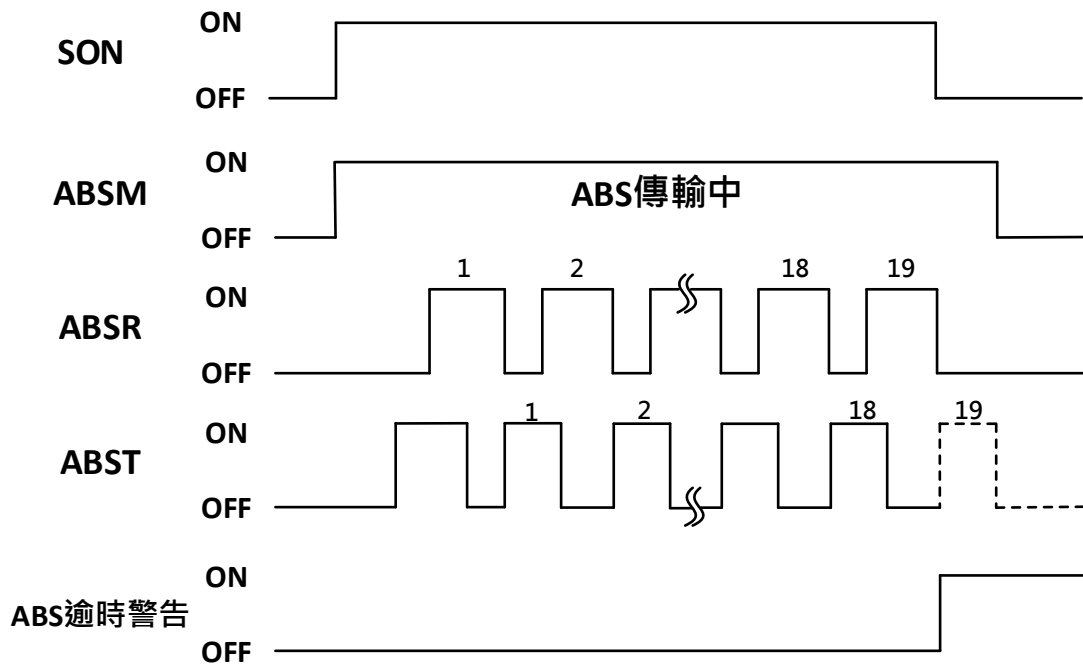 ON
SON
OFF
ON
ABSM
ABS傳輸中
OFF
1 2 18 19
ON
ABSR
OFF
1 2 18 19
ON
ABST
OFF
ON
ABS逾時警告
OFF